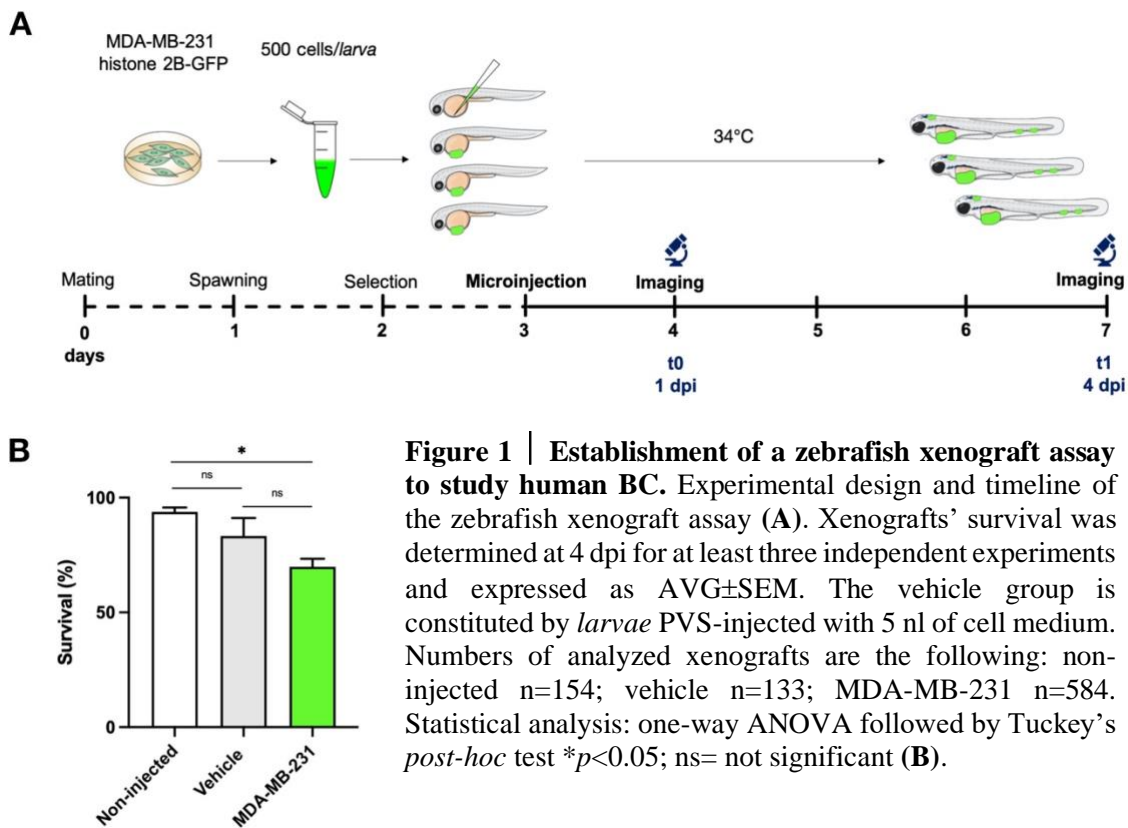 A
MDA-MB-231
histone 2B-GFP
500 cells/larva
34°C
Mating
Spawning
Selection
Microinjection
Imaging
Imaging
0
1
2
3
4
5
6
7
days
t0
1 dpi
t1
4 dpi
B
*
ns
ns
100
50
0
Survival (%)
Non-injected
Vehicle
MDA-MB-231
Figure 1 | Establishment of a zebrafish xenograft assay
to study human BC. Experimental design and timeline of
the zebrafish xenograft assay (A). Xenografts’ survival was
determined at 4 dpi for at least three independent experiments
and expressed as AVG±SEM. The vehicle group is
constituted by larvae PVS-injected with 5 nl of cell medium.
Numbers of analyzed xenografts are the following: non-
injected n=154; vehicle n=133; MDA-MB-231 n=584.
Statistical analysis: one-way ANOVA followed by Tuckey’s
post-hoc test *p<0.05; ns= not significant (B).